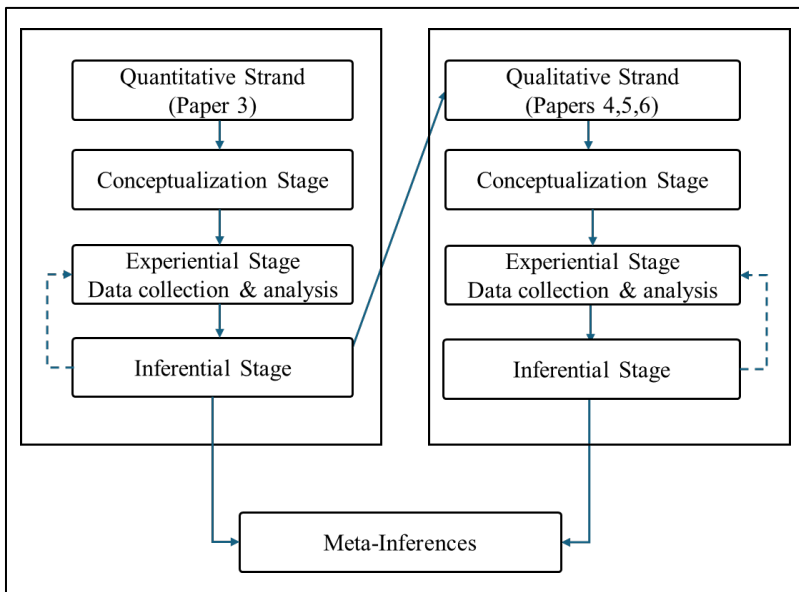 Quantitative Strand
(Paper 3)
Conceptualization Stage
Experiential Stage
Data collection & analysis
Inferential Stage
Qualitative Strand
(Papers 4,5,6)
Conceptualization Stage
Experiential Stage
Data collection & analysis
Inferential Stage
Meta-Inferences